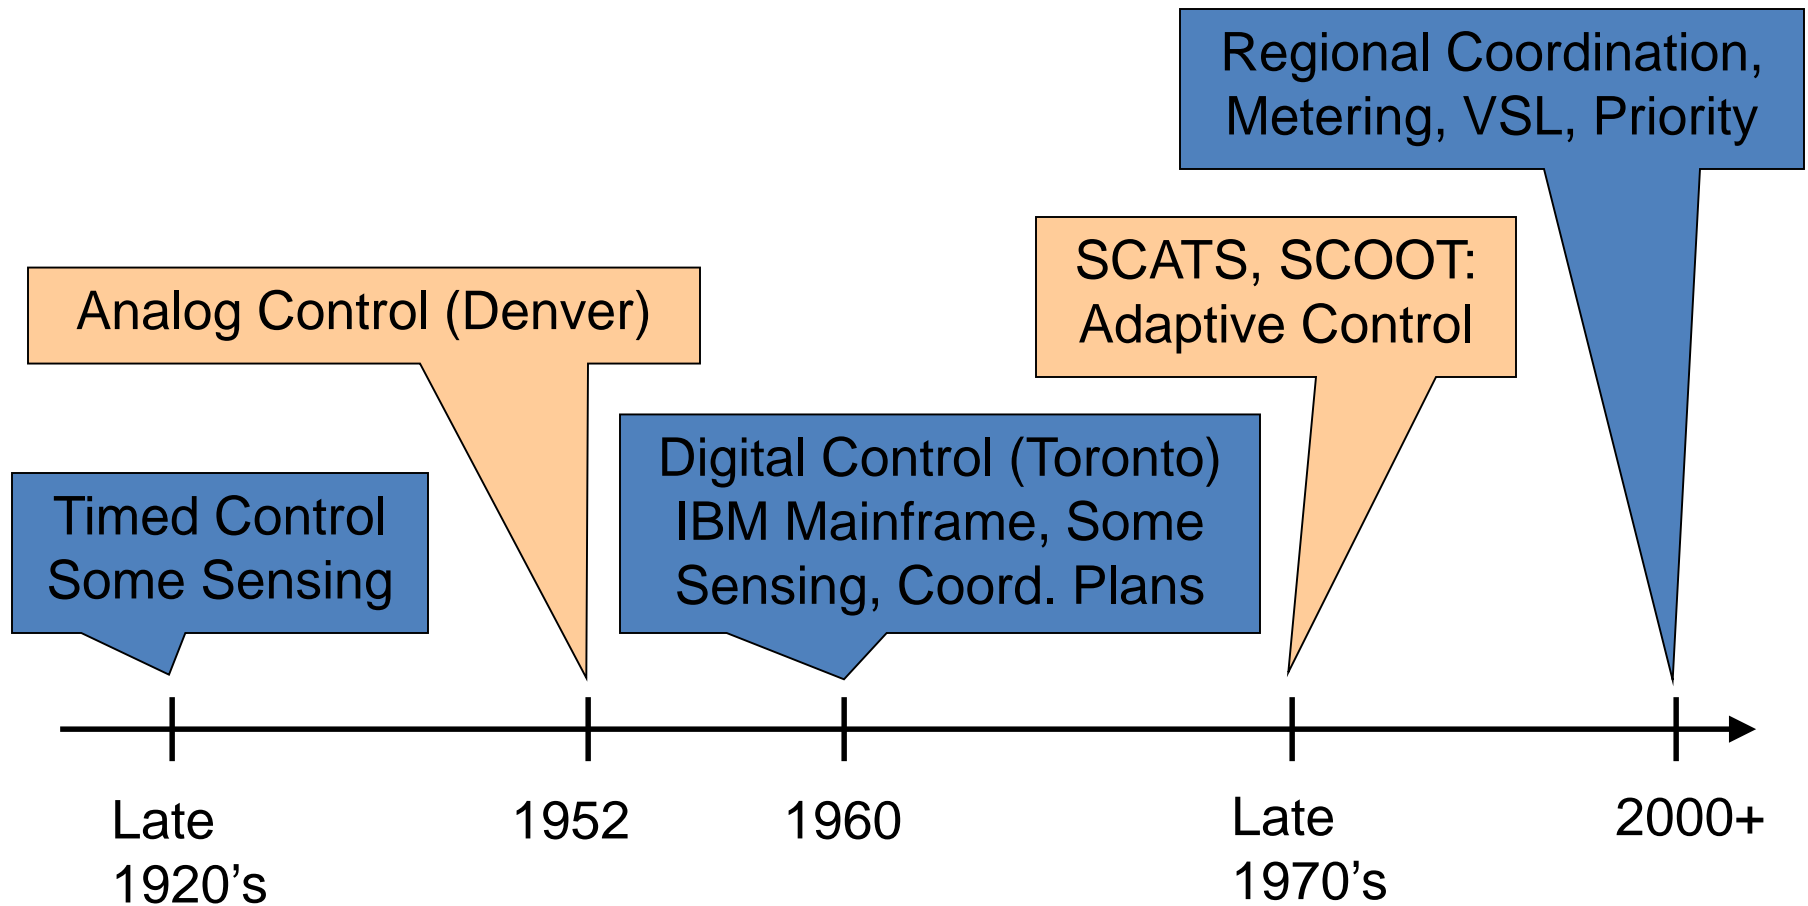 Regional Coordination,
Metering, VSL, Priority
SCATS, SCOOT:
Adaptive Control
Analog Control (Denver)
Digital Control (Toronto)
IBM Mainframe, Some
Sensing, Coord. Plans
Timed Control
Some Sensing
Late
1920’s
1952
1960
Late
1970’s
2000+